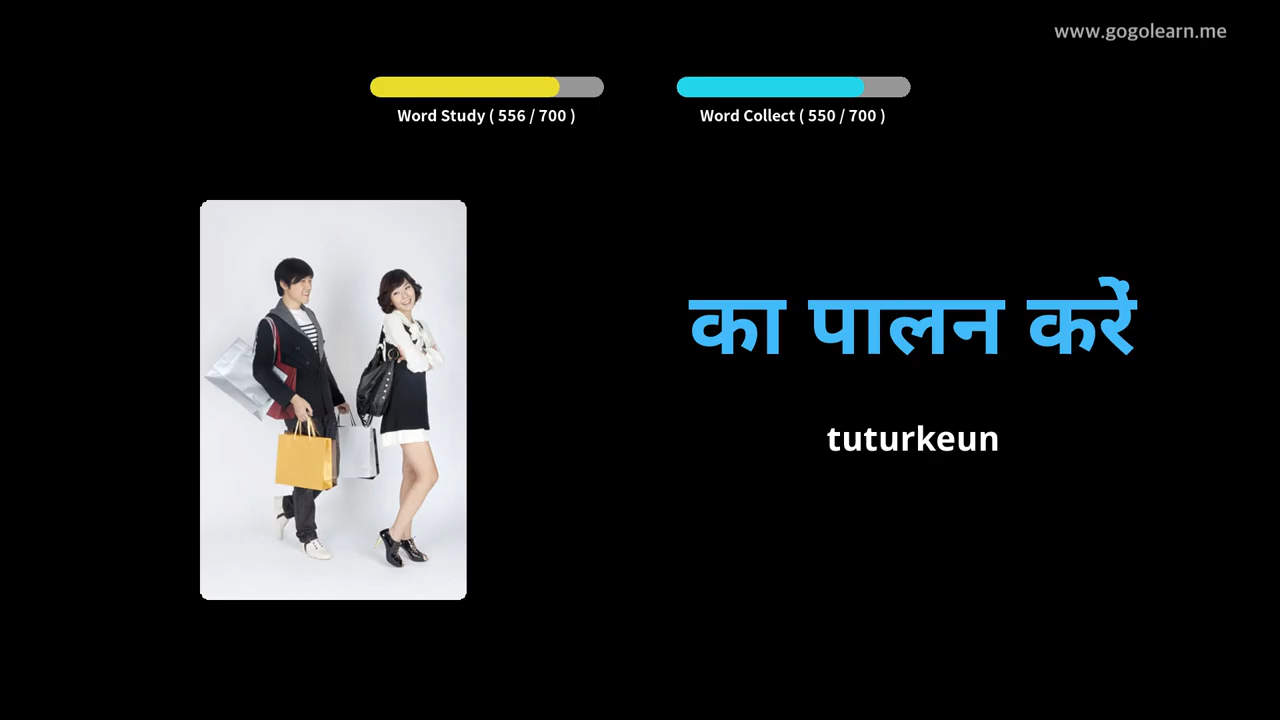 www.gogolearn.me
Word Study ( 556 / 700 )
Word Collect ( 550 / 700 )
का पालन करें
tuturkeun